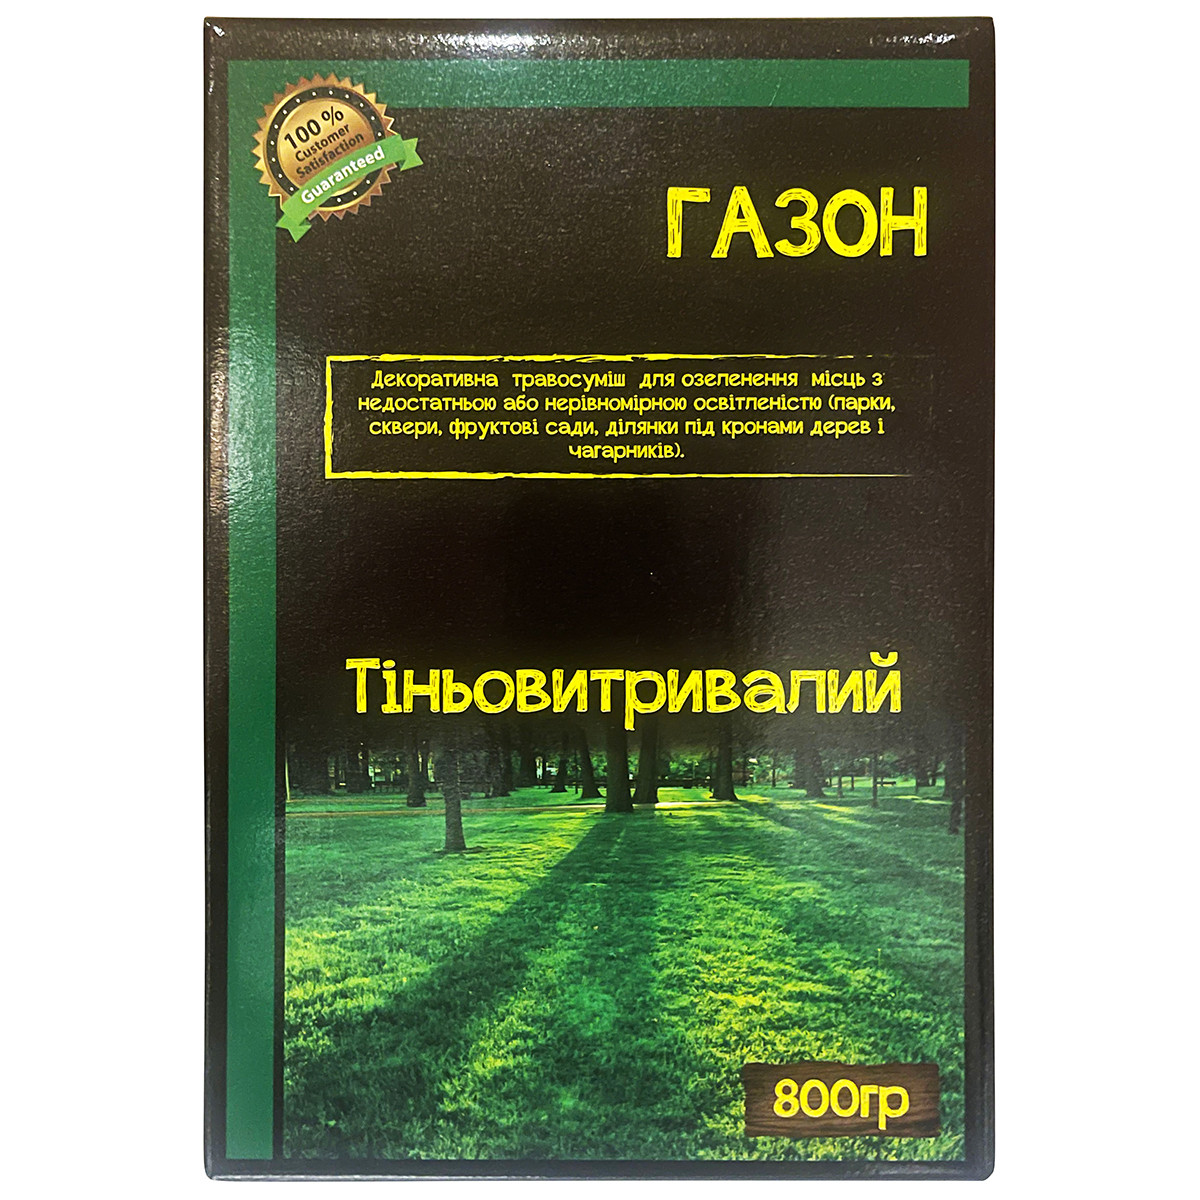 100%
Customer
Satisfaction
Guaranteed
ГАЗОН
Декоративна травосуміш для озеленення місць з
недостатньою або нерівномірною освітленістю (парки,
сквери, фруктові сади, ділянки під кронами дерев і
чагарників).
Тіньовитривалий
800гр